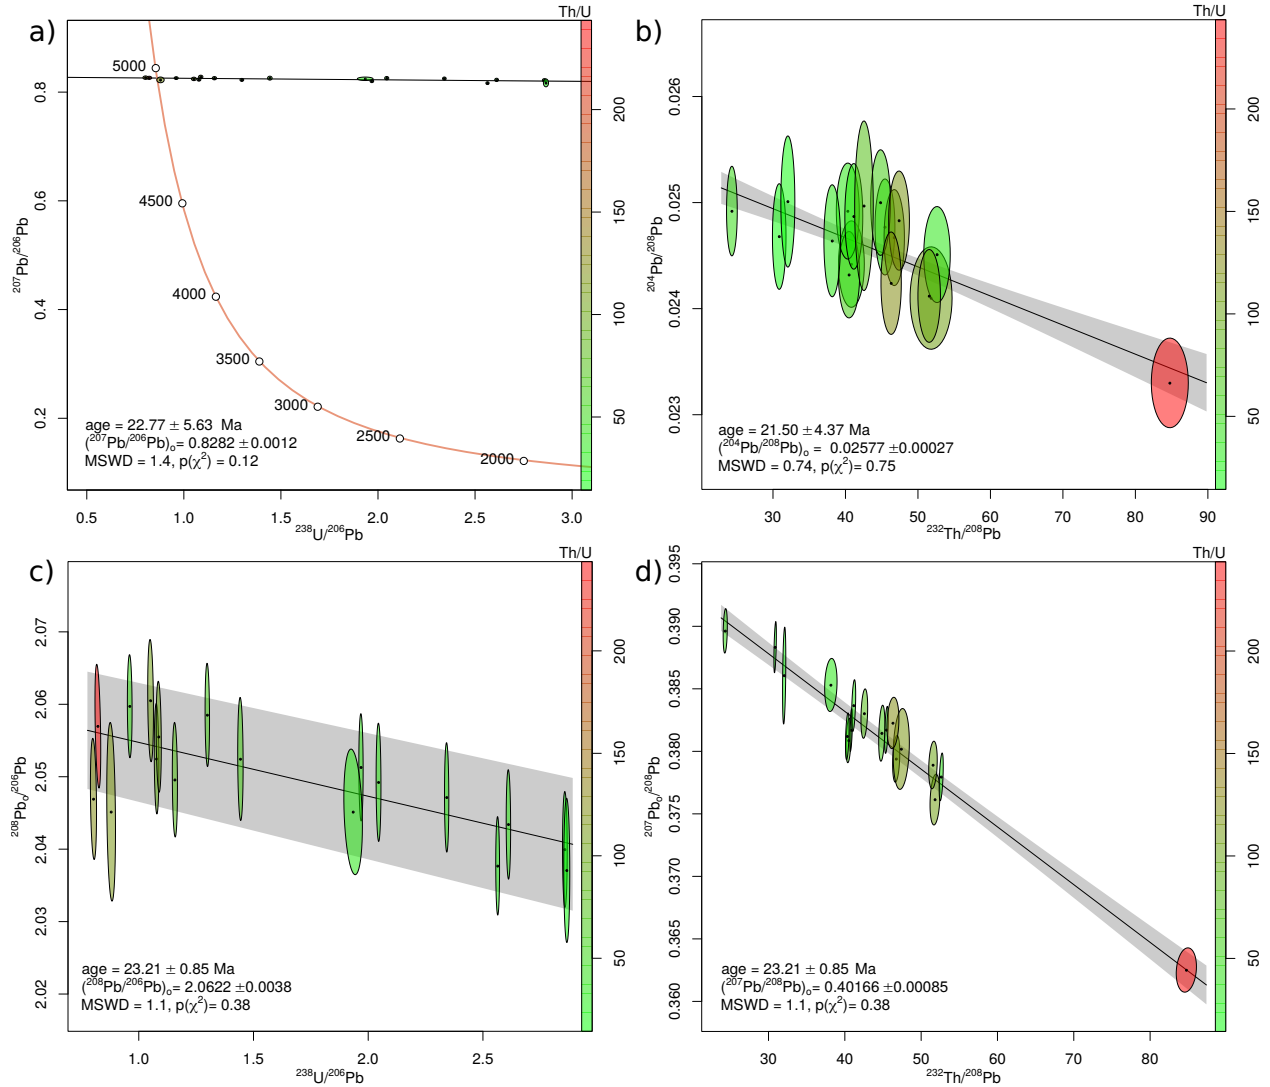 a)
Th/U
0.2 0.4 0.6 0.8
²⁰⁷Pb/²⁰⁶Pb
5000
4500
4000
3500
3000
2500
2000
age = 22.77 ± 5.63 Ma
(²⁰⁷Pb/²⁰⁶Pb)ₒ= 0.8282 ±0.0012
MSWD = 1.4, p(χ²) = 0.12
0.5 1.0 1.5 2.0 2.5 3.0
²³⁸U/²⁰⁶Pb
50 100 150 200
b)
Th/U
0.023 0.024 0.025 0.026
²⁰⁴Pb/²⁰⁸Pb
age = 21.50 ± 4.37 Ma
(²⁰⁴Pb/²⁰⁸Pb)ₒ = 0.02577 ±0.00027
MSWD = 0.74, p(χ²)= 0.75
30 40 50 60 70 80 90
²³²Th/²⁰⁸Pb
50 100 150 200
c)
Th/U
2.02 2.03 2.04 2.05 2.06 2.07
²⁰⁸Pbₒ/²⁰⁶Pb
age = 23.21 ± 0.85 Ma
(²⁰⁸Pb/²⁰⁶Pb)ₒ= 2.0622 ±0.0038
MSWD = 1.1, p(χ²)= 0.38
1.0 1.5 2.0 2.5
²³⁸U/²⁰⁶Pb
50 100 150 200
d)
Th/U
0.360 0.365 0.370 0.375 0.380 0.385 0.390 0.395
²⁰⁷Pbₒ/²⁰⁸Pb
age = 23.21 ± 0.85 Ma
(²⁰⁷Pb/²⁰⁸Pb)ₒ= 0.40166 ±0.00085
MSWD = 1.1, p(χ²)= 0.38
30 40 50 60 70 80
²³²Th/²⁰⁸Pb
50 100 150 200